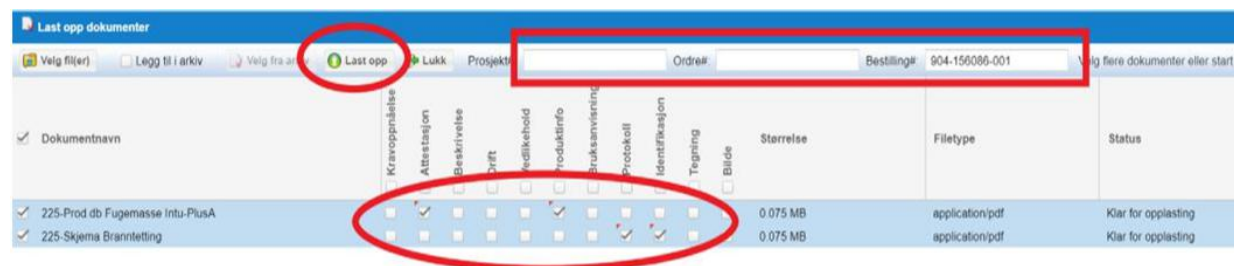 Last opp dokumenter
Velg fil(er) Legg til i arkiv Velg fra arkiv Last opp Lukk Prosjekt#: Ordre#: Bestilling#: 904-156086-001 Velg flere dokumenter eller start
Dokumentnavn Kravoppnåelse Attestasjon Beskrivelse Drift Vedlikehold Produktinfo Bruksanvisning Protokoll Identifikasjon Tegning Bilde Størrelse Filetype Status
225-Prod db Fugemasse Intu-PlusA 0.075 MB application/pdf Klar for opplasting
225-Skjema Branntetting 0.075 MB application/pdf Klar for opplasting